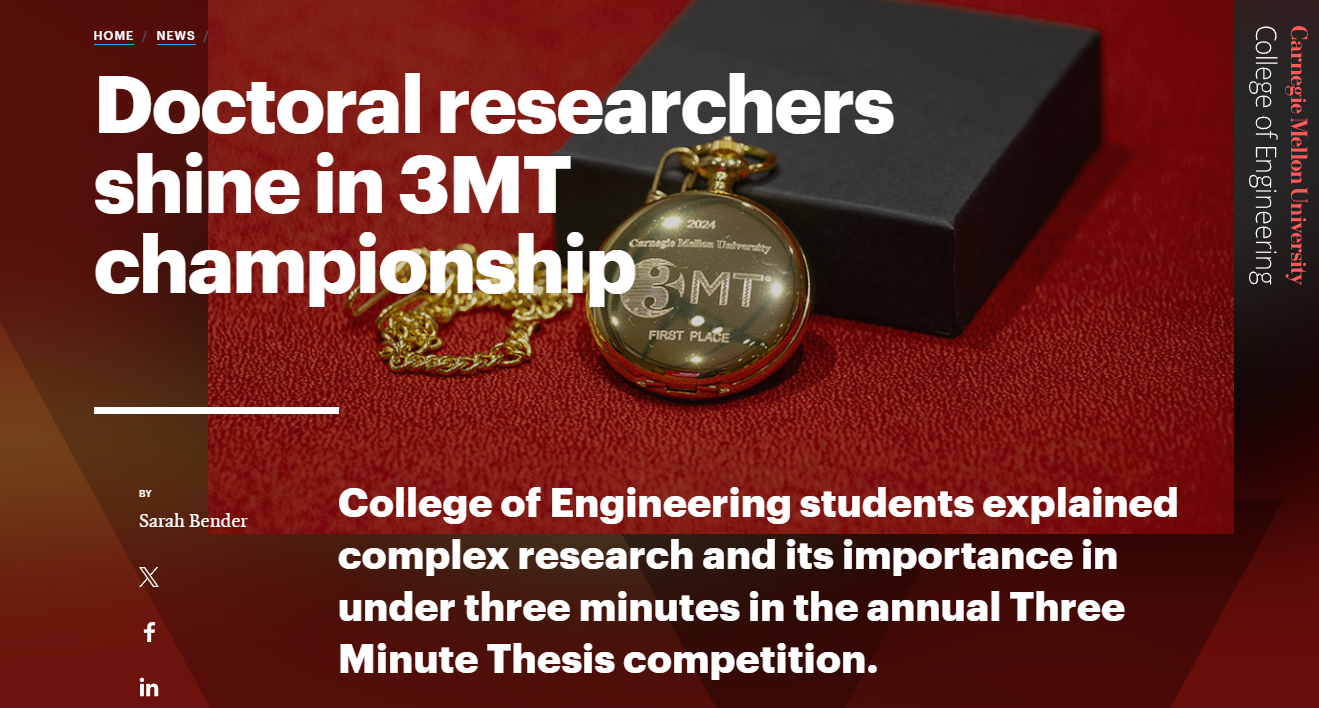 HOME / NEWS /
Doctoral researchers
shine in 3MT
championship
2024
Carnegie Mellon University
3MT®
FIRST PLACE
BY
Sarah Bender
College of Engineering students explained
complex research and its importance in
under three minutes in the annual Three
Minute Thesis competition.
Carnegie Mellon University
College of Engineering